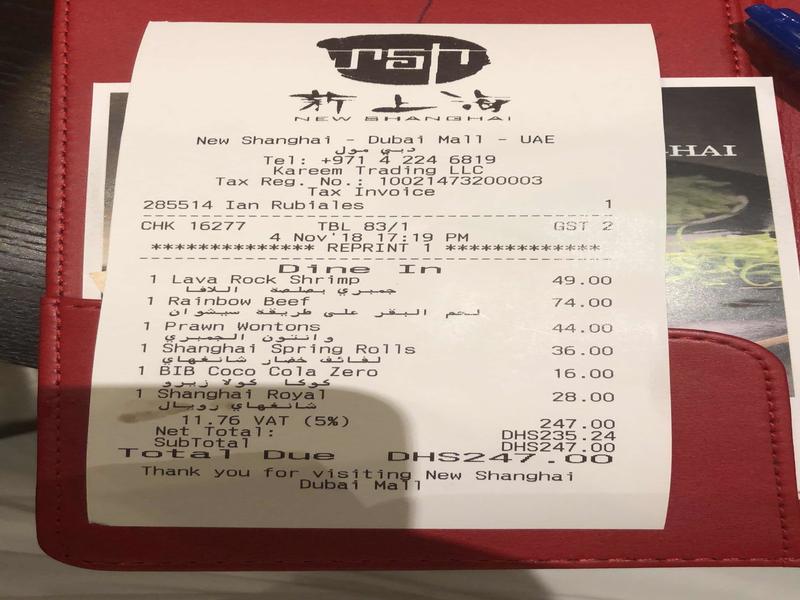 rsh
新上海
NEW SHANGHAI
New Shanghai - Dubai Mall - UAE
دبي مول
Tel: +971 4 224 6819
Kareem Trading LLC
Tax Reg. No.: 10021473200003
Tax Invoice
285514 Ian Rubiales 1
CHK 16277 TBL 83/1 GST 2
4 Nov'18 17:19 PM
************** REPRINT 1 *************
Dine In
1 Lava Rock Shrimp 49.00
جمبري بصلصة اللافا
1 Rainbow Beef 74.00
لحم البقر على طريقة سيشوان
1 Prawn Wontons 44.00
وانتون الجمبري
1 Shanghai Spring Rolls 36.00
لفائف خضار شانغهاي
1 BIB Coco Cola Zero 16.00
كوكا كولا زيرو
1 Shanghai Royal 28.00
شانغهاي رويال
11.76 VAT (5%) 247.00
Net Total: DHS235.24
SubTotal DHS247.00
Total Due DHS247.00
Thank you for visiting New Shanghai
Dubai Mall
HAI